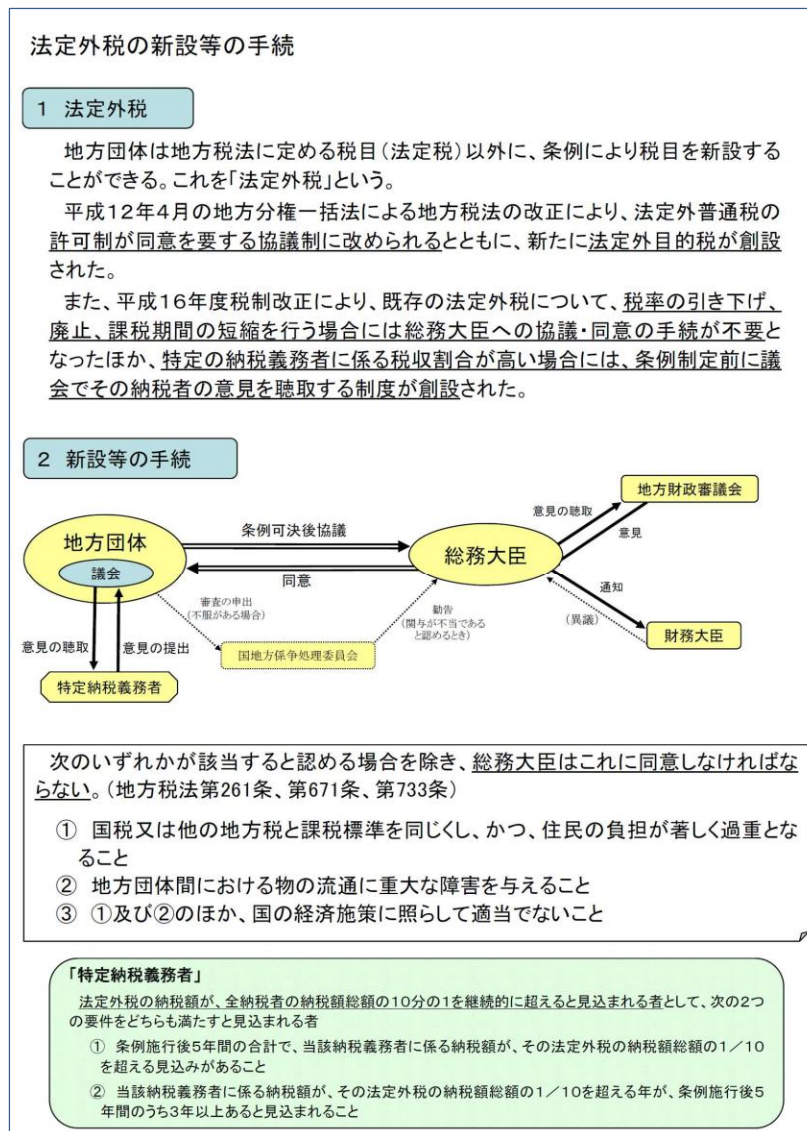 法定外税の新設等の手続
1 法定外税
地方団体は地方税法に定める税目(法定税)以外に、条例により税目を新設する
ことができる。これを「法定外税」という。
平成12年4月の地方分権一括法による地方税法の改正により、法定外普通税の
許可制が同意を要する協議制に改められるとともに、新たに法定外目的税が創設
された。
また、平成16年度税制改正により、既存の法定外税について、税率の引き下げ、
廃止、課税期間の短縮を行う場合には総務大臣への協議・同意の手続が不要と
なったほか、特定の納税義務者に係る税収割合が高い場合には、条例制定前に議
会でその納税者の意見を聴取する制度が創設された。
2 新設等の手続
地方団体
議会
条例可決後協議
同意
総務大臣
意見の聴取
地方財政審議会
意見
通知
(異議)
財務大臣
審査の申出
(不服がある場合)
国地方係争処理委員会
勧告
(関与が不当である
と認めるとき)
意見の聴取
意見の提出
特定納税義務者
次のいずれかが該当すると認める場合を除き、総務大臣はこれに同意しなければな
らない。(地方税法第261条、第671条、第733条)
① 国税又は他の地方税と課税標準を同じくし、かつ、住民の負担が著しく過重とな
ること
② 地方団体間における物の流通に重大な障害を与えること
③ ①及び②のほか、国の経済施策に照らして適当でないこと
「特定納税義務者」
法定外税の納税額が、全納税者の納税額総額の10分の1を継続的に超えると見込まれる者として、次の2つ
の要件をどちらも満たすと見込まれる者
① 条例施行後5年間の合計で、当該納税義務者に係る納税額が、その法定外税の納税額総額の1/10
を超える見込みがあること
② 当該納税義務者に係る納税額が、その法定外税の納税額総額の1/10を超える年が、条例施行後5
年間のうち3年以上あると見込まれること